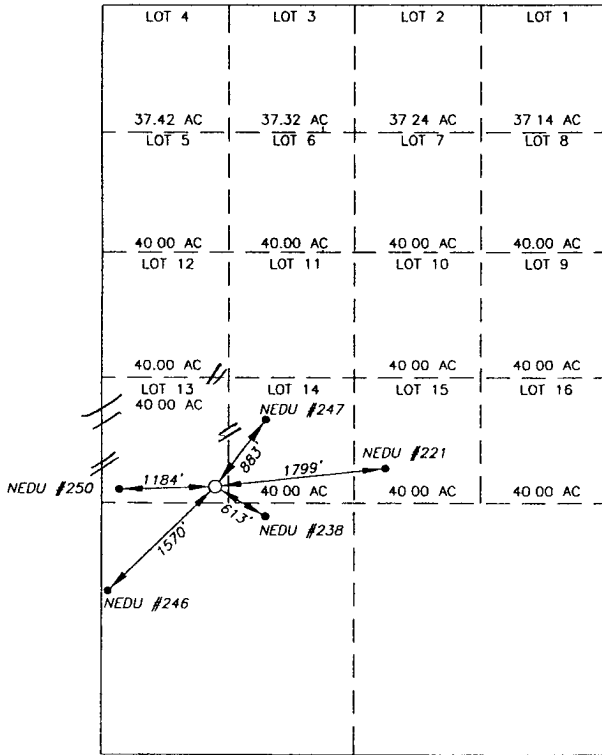 LOT 4 LOT 3 LOT 2 LOT 1
37.42 AC 37.32 AC 37 24 AC 37 14 AC
LOT 5 LOT 6 LOT 7 LOT 8
40 00 AC 40.00 AC 40 00 AC 40 00 AC
LOT 12 LOT 11 LOT 10 LOT 9
40.00 AC 40 00 AC 40 00 AC
LOT 13 LOT 14 LOT 15 LOT 16
40 00 AC
NEDU #247
883'
NEDU #221
1799'
1184'
NEDU #250
40 00 AC 40 00 AC 40 00 AC
613'
NEDU #238
1570'
NEDU #246